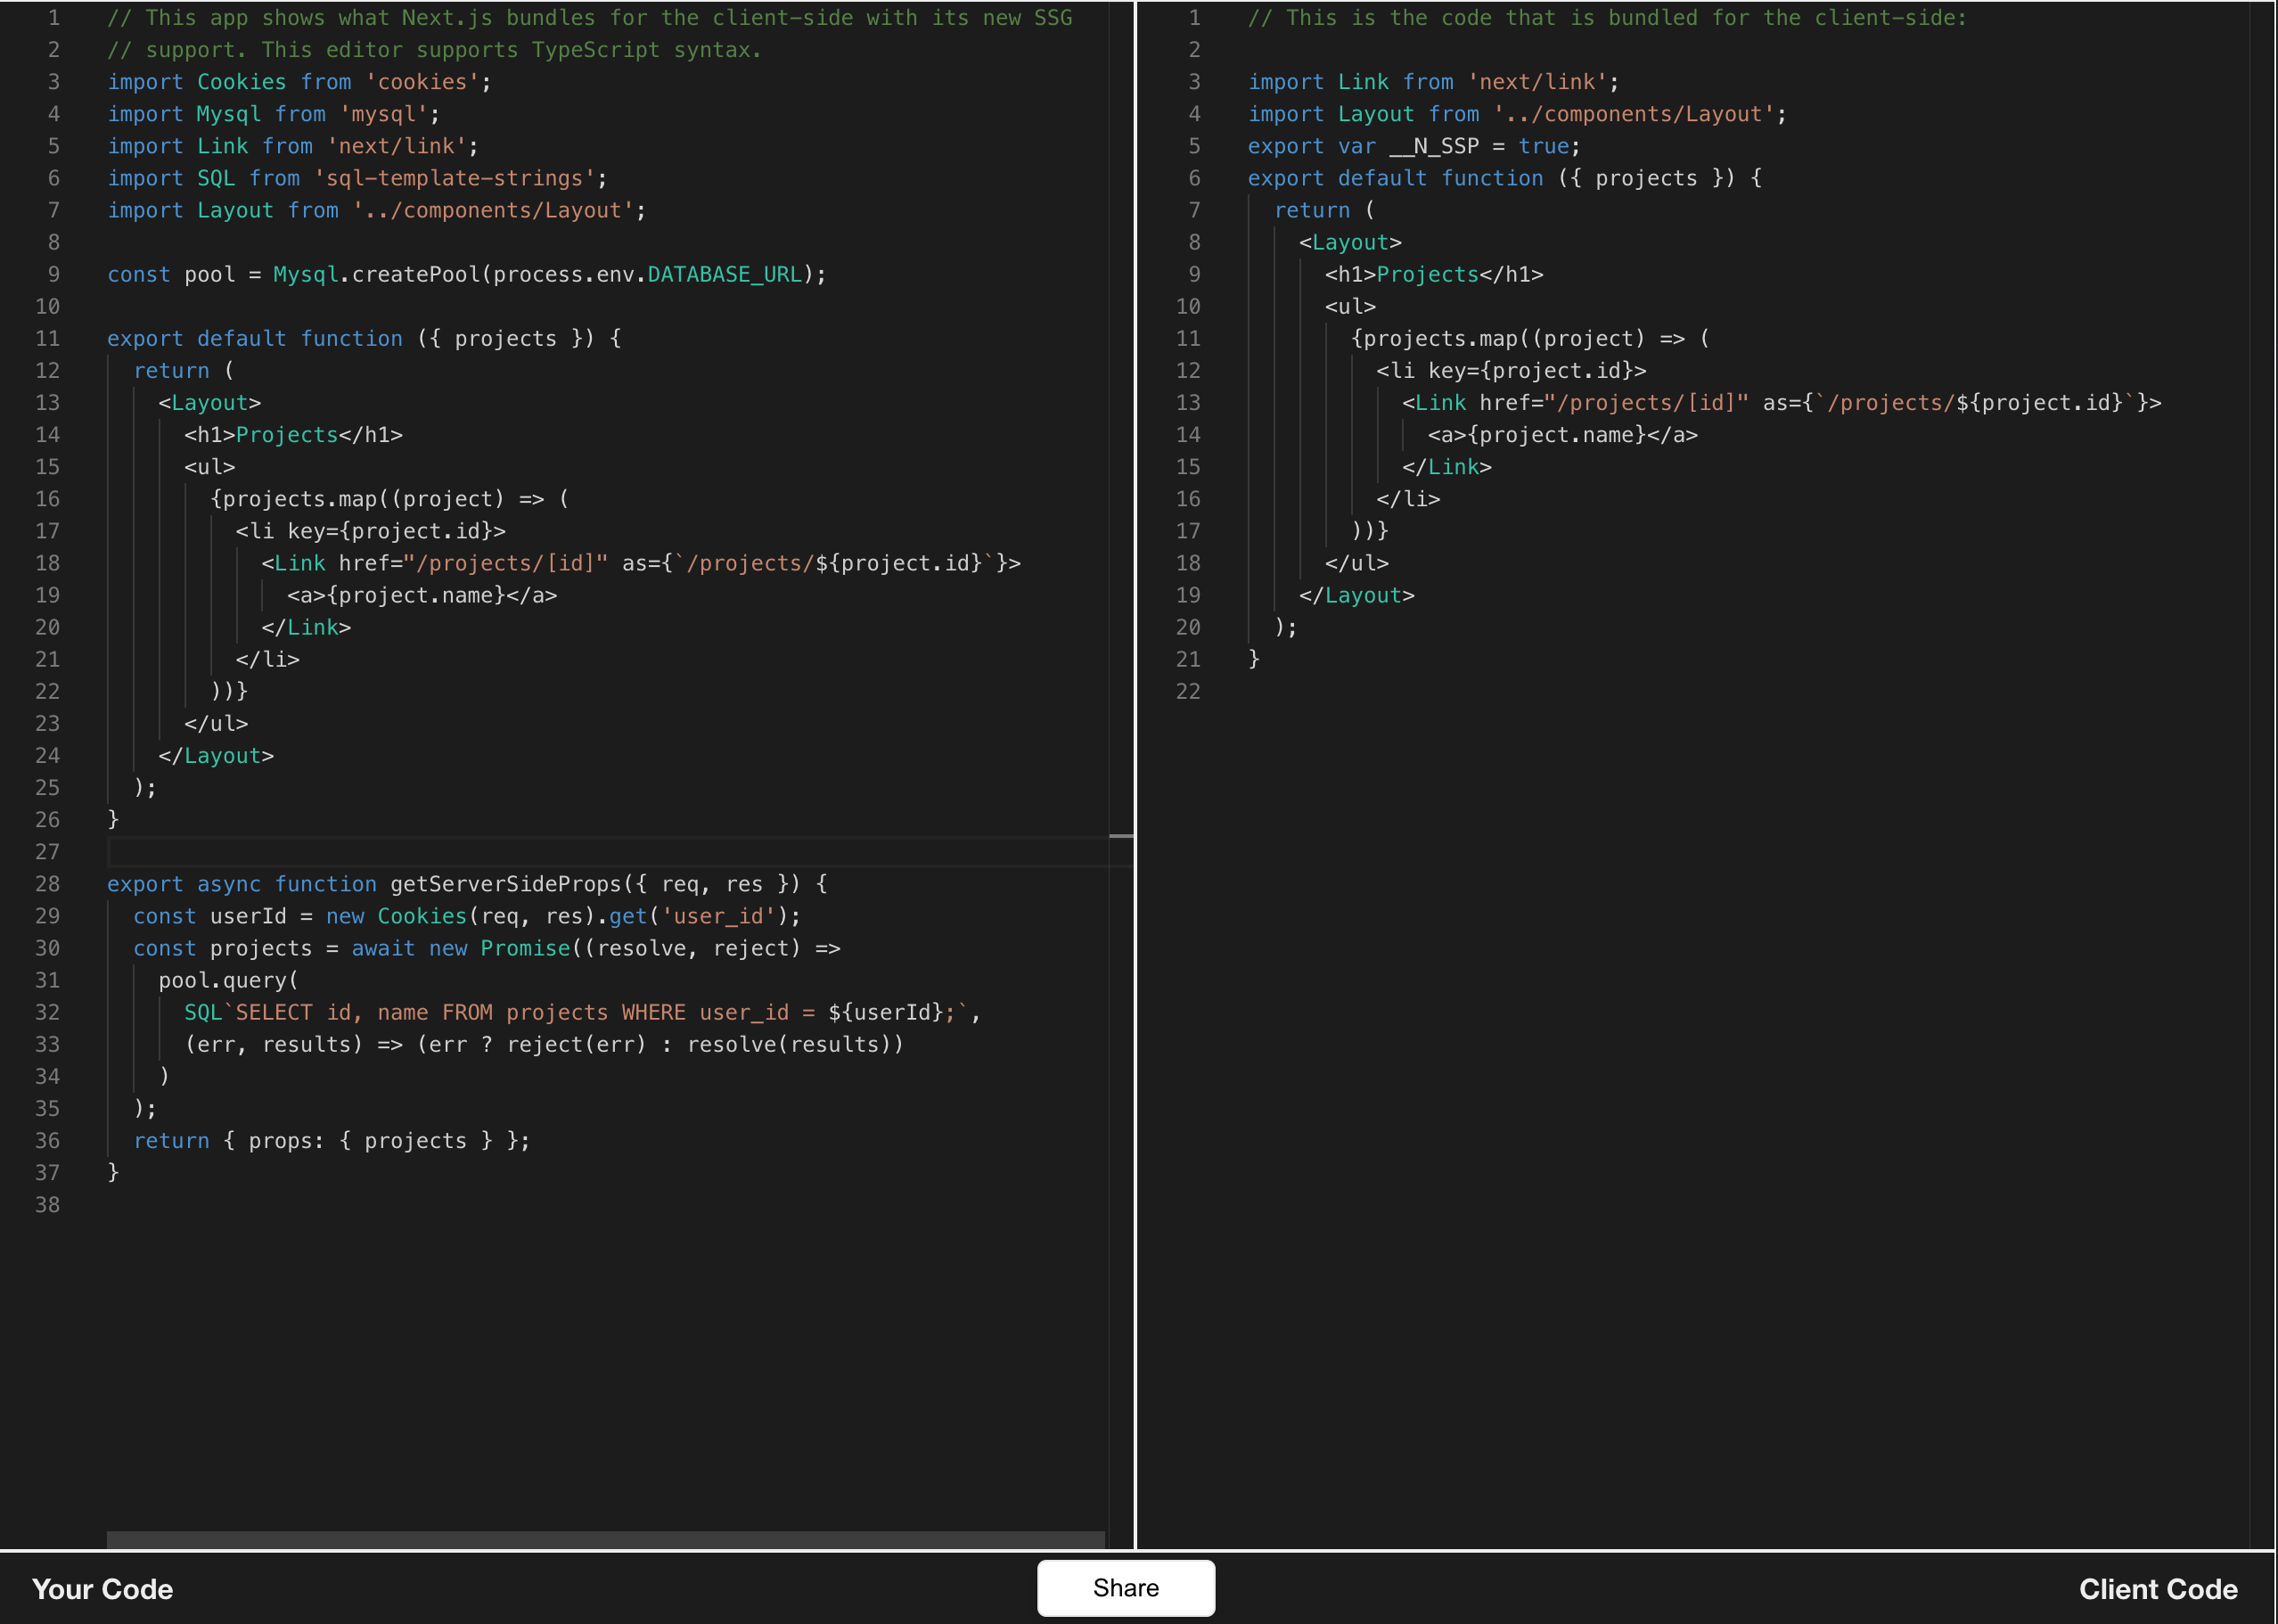 1 // This app shows what Next.js bundles for the client-side with its new SSG
2 // support. This editor supports TypeScript syntax.
3 import Cookies from 'cookies';
4 import Mysql from 'mysql';
5 import Link from 'next/link';
6 import SQL from 'sql-template-strings';
7 import Layout from '../components/Layout';
8
9 const pool = Mysql.createPool(process.env.DATABASE_URL);
10
11 export default function ({ projects }) {
12   return (
13     <Layout>
14       <h1>Projects</h1>
15       <ul>
16         {projects.map((project) => (
17           <li key={project.id}>
18             <Link href="/projects/[id]" as={`/projects/${project.id}`}>
19               <a>{project.name}</a>
20             </Link>
21           </li>
22         ))}
23       </ul>
24     </Layout>
25   );
26 }
27
28 export async function getServerSideProps({ req, res }) {
29   const userId = new Cookies(req, res).get('user_id');
30   const projects = await new Promise((resolve, reject) =>
31     pool.query(
32       SQL`SELECT id, name FROM projects WHERE user_id = ${userId};`,
33       (err, results) => (err ? reject(err) : resolve(results))
34     )
35   );
36   return { props: { projects } };
37 }
38
1 // This is the code that is bundled for the client-side:
2
3 import Link from 'next/link';
4 import Layout from '../components/Layout';
5 export var __N_SSP = true;
6 export default function ({ projects }) {
7   return (
8     <Layout>
9       <h1>Projects</h1>
10       <ul>
11         {projects.map((project) => (
12           <li key={project.id}>
13             <Link href="/projects/[id]" as={`/projects/${project.id}`}>
14               <a>{project.name}</a>
15             </Link>
16           </li>
17         ))}
18       </ul>
19     </Layout>
20   );
21 }
22
Your Code
Share
Client Code